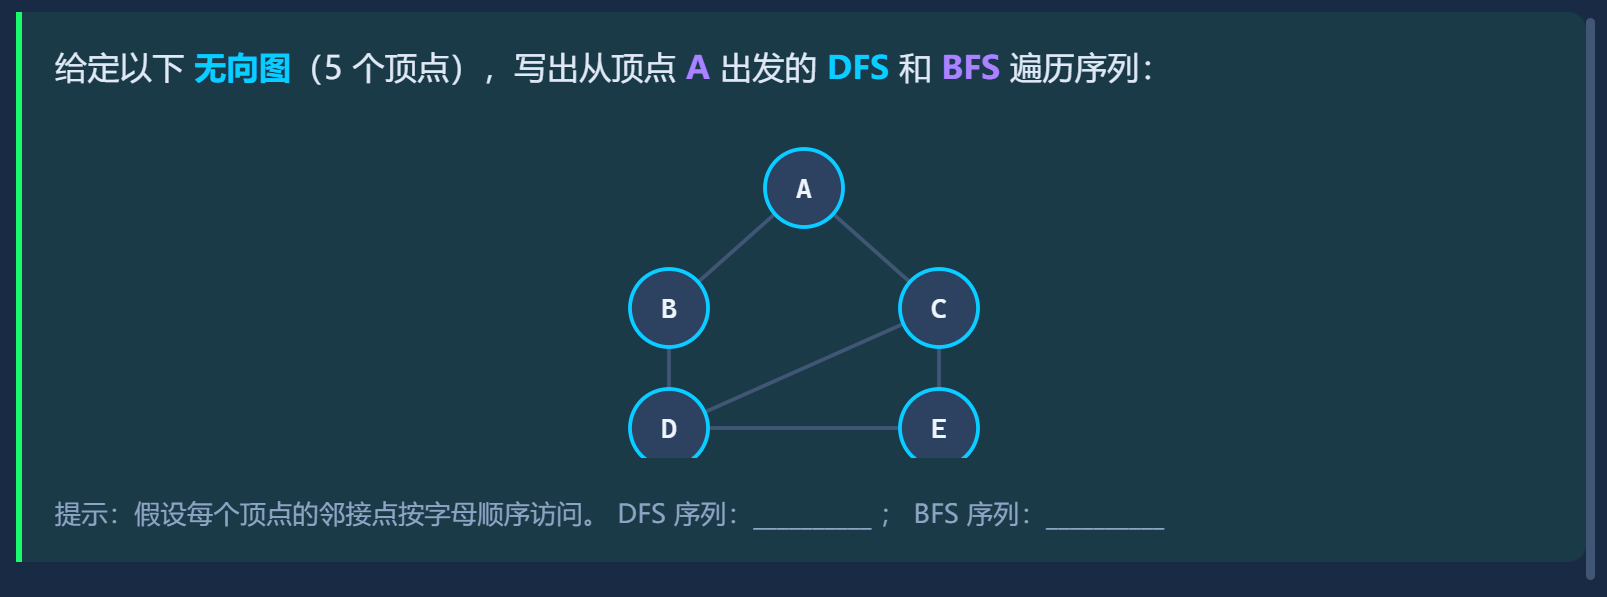 给定以下 无向图（5 个顶点），写出从顶点 A 出发的 DFS 和 BFS 遍历序列：
A
B C
D E
提示：假设每个顶点的邻接点按字母顺序访问。 DFS 序列：_________ ； BFS 序列：_________